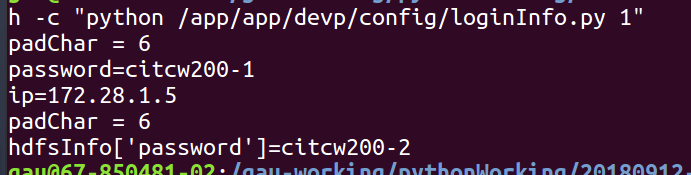 h -c "python /app/app/devp/config/loginInfo.py 1"
padChar = 6
password=citcw200-1
ip=172.28.1.5
padChar = 6
hdfsInfo['password']=citcw200-2
gau@67-850481-02:/gau-working/pythonWorking/20180912-